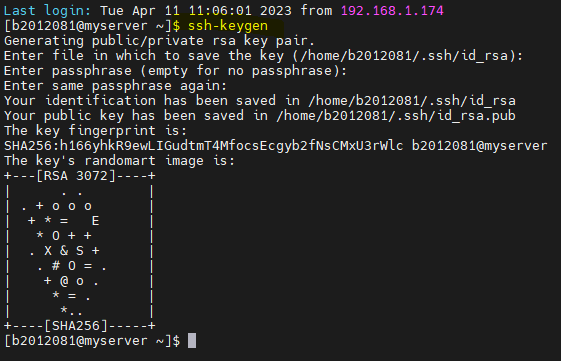 Last login: Tue Apr 11 11:06:01 2023 from 192.168.1.174
[b2012081@myserver ~]$ ssh-keygen
Generating public/private rsa key pair.
Enter file in which to save the key (/home/b2012081/.ssh/id_rsa):
Enter passphrase (empty for no passphrase):
Enter same passphrase again:
Your identification has been saved in /home/b2012081/.ssh/id_rsa
Your public key has been saved in /home/b2012081/.ssh/id_rsa.pub
The key fingerprint is:
SHA256:h166yhkR9ewLIGudtmT4MfocsEcgyb2fNsCMxU3rWlc b2012081@myserver
The key's randomart image is:
+---[RSA 3072]----+
|      . .        |
| . + o o o       |
|  + * =   E      |
|   * O + +       |
|  . X & S +      |
|   . # O = .     |
|    + @ o .      |
|     * = .       |
|      *..        |
+----[SHA256]-----+
[b2012081@myserver ~]$